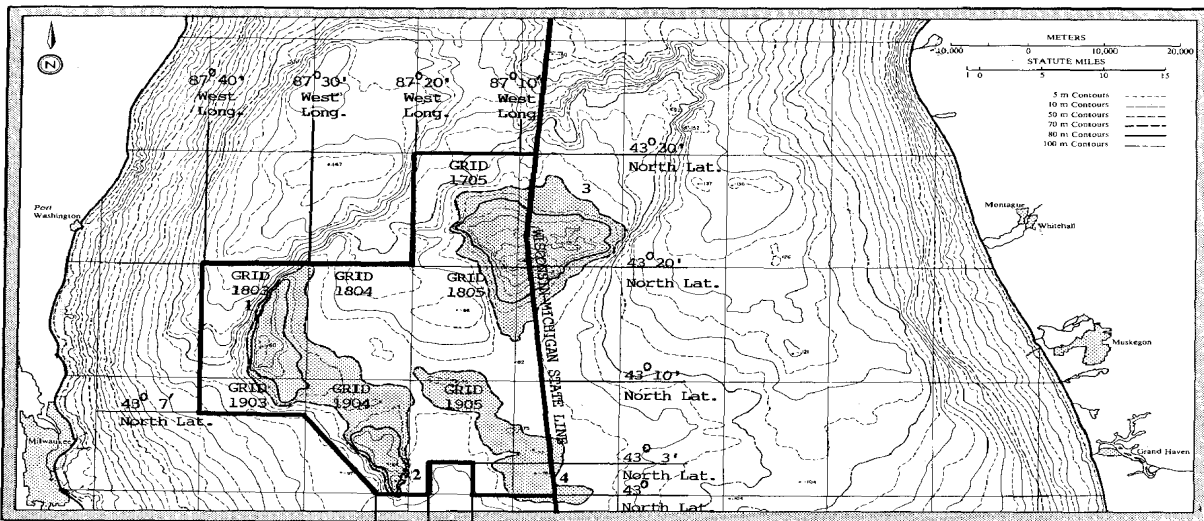 N
87° 40' West Long.
87° 30' West Long.
87° 20' West Long.
87° 10' West Long.
METERS
10,000 0 10,000 20,000
STATUTE MILES
1 0 5 10 15
5 m Contours
10 m Contours
50 m Contours
70 m Contours
80 m Contours
100 m Contours
43° 30'
North Lat.
GRID
1705
3
Port
Washington
Montague
Whitehall
WISCONSIN-MICHIGAN STATE LINE
43° 20'
North Lat.
GRID
1803
1
GRID
1804
GRID
1805
Muskegon
43° 10'
North Lat.
GRID
1903
GRID
1904
GRID
1905
43° 7'
North Lat.
Milwaukee
43° 3'
North Lat.
2
4
43°
North Lat.
Grand Haven